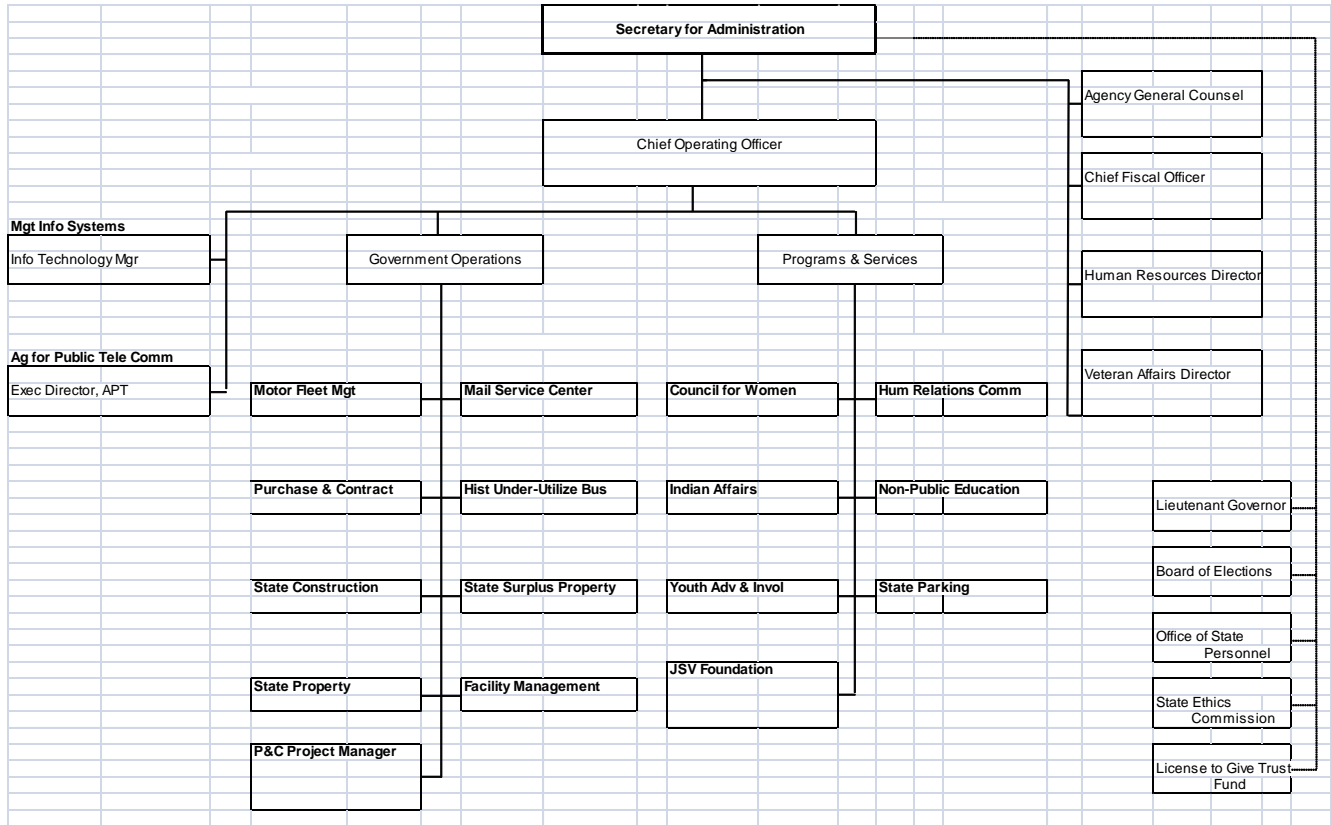 Secretary for Administration
Agency General Counsel
Chief Operating Officer
Chief Fiscal Officer
Mgt Info Systems
Info Technology Mgr
Government Operations
Programs & Services
Human Resources Director
Ag for Public Tele Comm
Exec Director, APT
Veteran Affairs Director
Motor Fleet Mgt
Mail Service Center
Council for Women
Hum Relations Comm
Purchase & Contract
Hist Under-Utilize Bus
Indian Affairs
Non-Public Education
Lieutenant Governor
Board of Elections
State Construction
State Surplus Property
Youth Adv & Invol
State Parking
Office of State
Personnel
JSV Foundation
State Property
Facility Management
State Ethics
Commission
P&C Project Manager
License to Give Trust
Fund